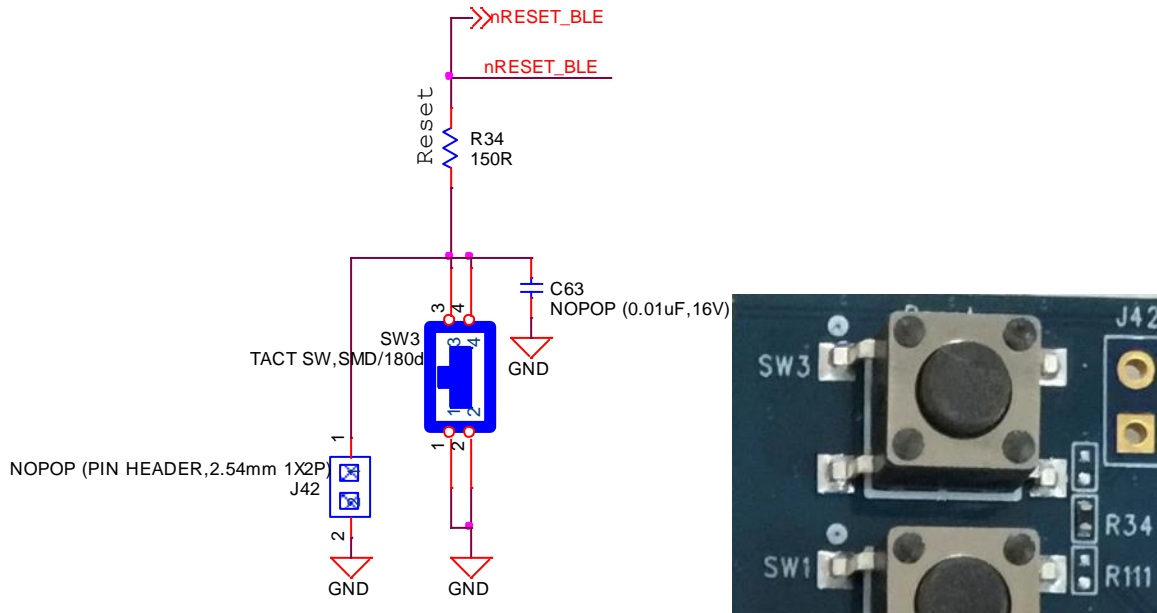 nRESET_BLE
nRESET_BLE
Reset
R34
150R
3
4
C63
NOPOP (0.01uF,16V)
SW3
TACT SW,SMD/180d
3
4
1
2
GND
1
2
1
NOPOP (PIN HEADER,2.54mm 1X2P)
J42
2
GND
GND
J42
SW3
R34
SW1
R111